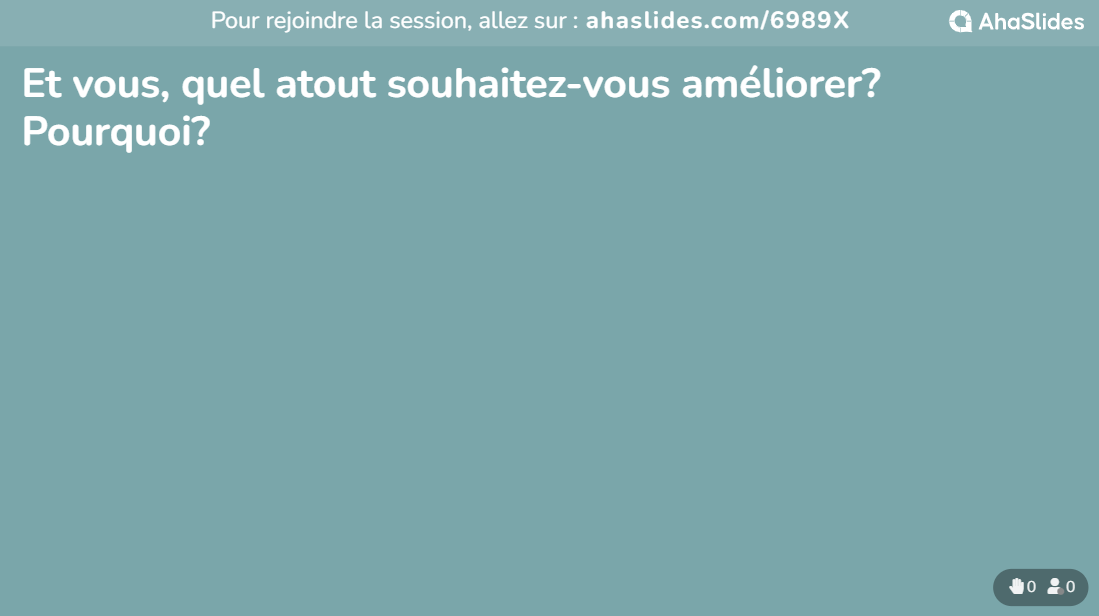 Pour rejoindre la session, allez sur : ahaslides.com/6989X AhaSlides
Et vous, quel atout souhaitez-vous améliorer?
Pourquoi?
0 0